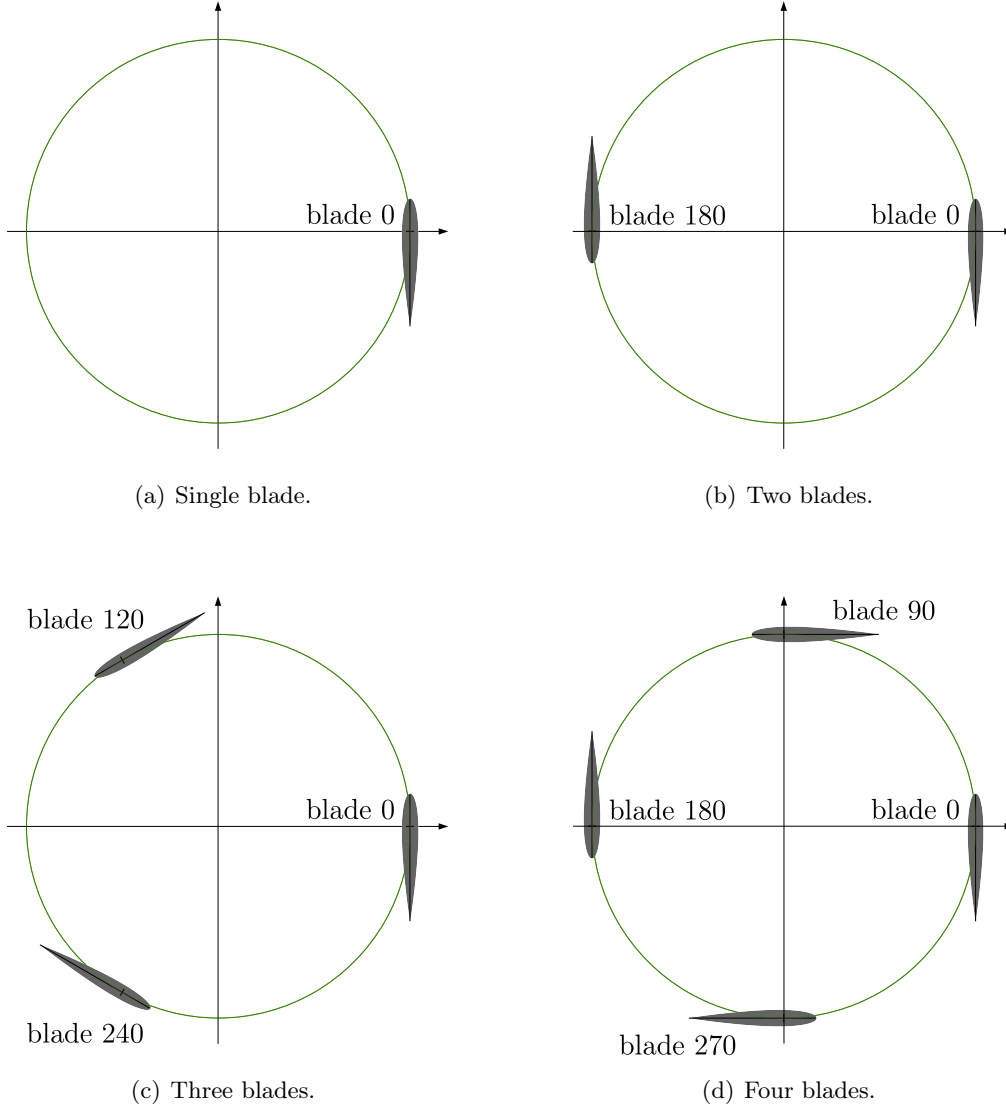 blade 0
(a) Single blade.
blade 180
blade 0
(b) Two blades.
blade 120
blade 0
blade 240
(c) Three blades.
blade 90
blade 180
blade 0
blade 270
(d) Four blades.